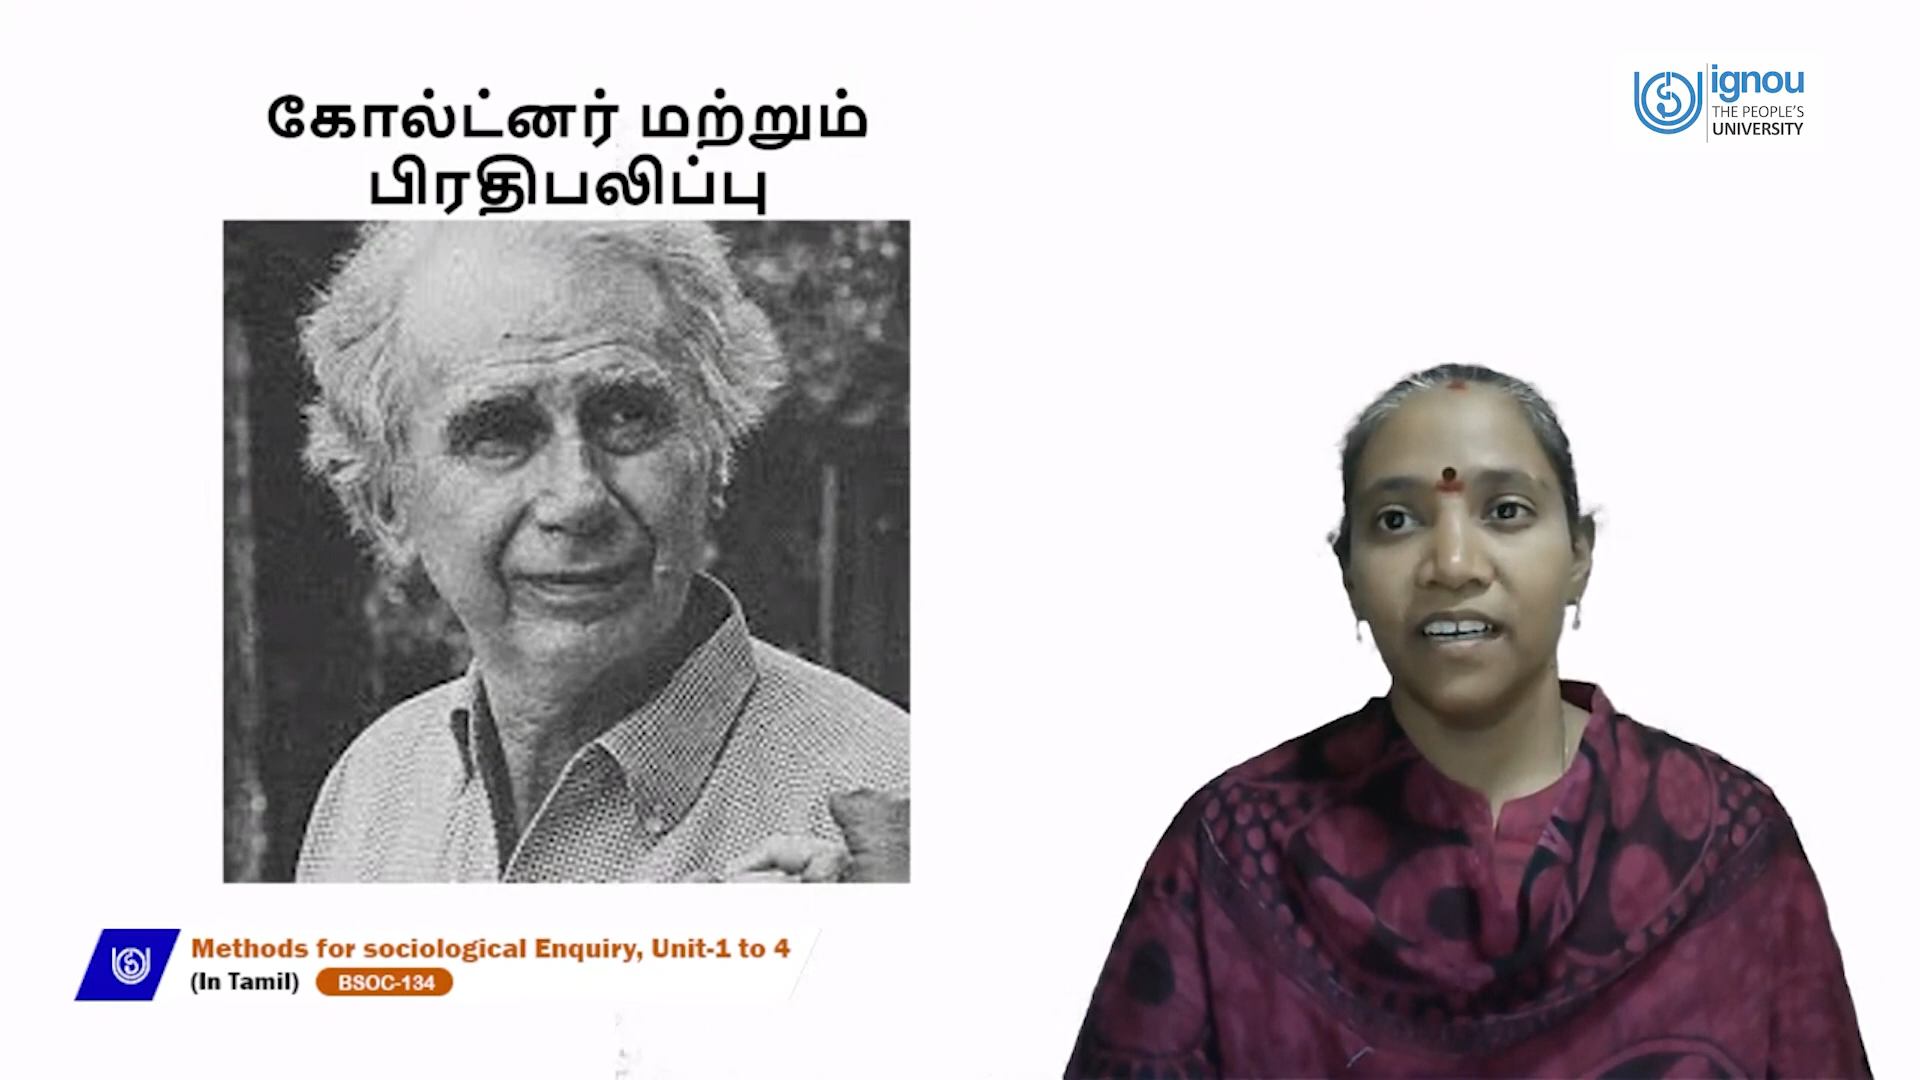 கோல்ட்னர் மற்றும்
பிரதிபலிப்பு
ignou
THE PEOPLE'S
UNIVERSITY
Methods for sociological Enquiry, Unit-1 to 4
(In Tamil) BSOC-134